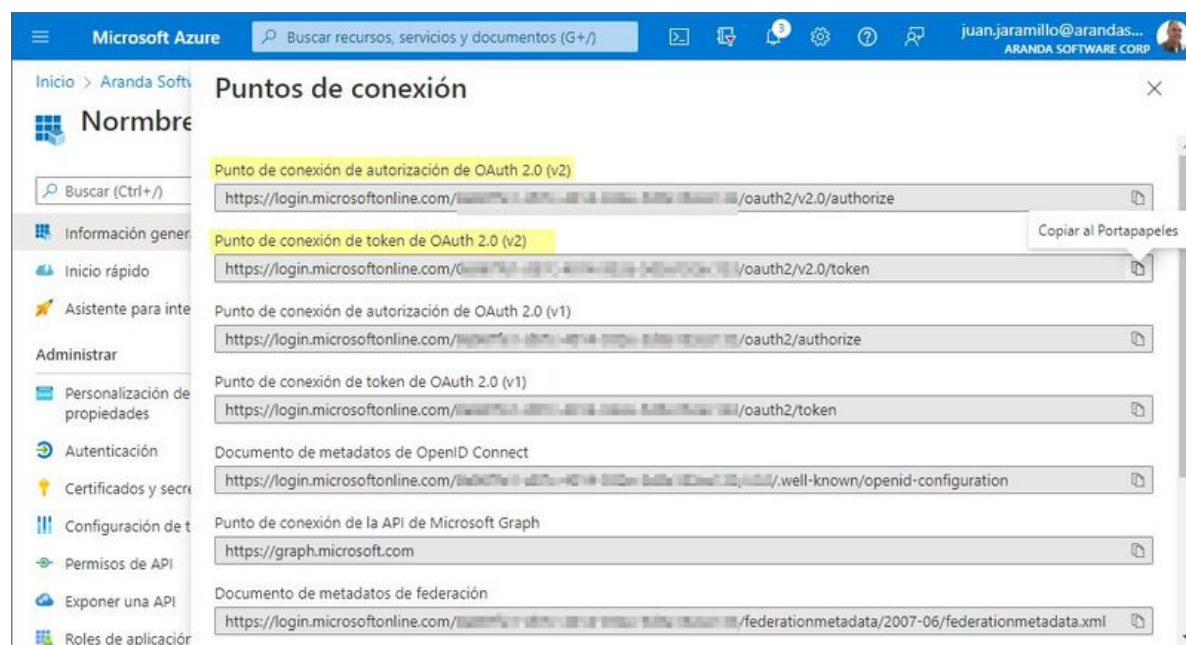 Microsoft Azure
Buscar recursos, servicios y documentos (G+/)
3
juan.jaramillo@arandas...
ARANDA SOFTWARE CORP
Inicio > Aranda Softw
Normbre
Buscar (Ctrl+/)
Información gener
Inicio rápido
Asistente para inte
Administrar
Personalización de
propiedades
Autenticación
Certificados y secre
Configuración de t
Permisos de API
Exponer una API
Roles de aplicación
Puntos de conexión
Punto de conexión de autorización de OAuth 2.0 (v2)
https://login.microsoftonline.com/ /oauth2/v2.0/authorize
Punto de conexión de token de OAuth 2.0 (v2)
Copiar al Portapapeles
https://login.microsoftonline.com/ /oauth2/v2.0/token
Punto de conexión de autorización de OAuth 2.0 (v1)
https://login.microsoftonline.com/ /oauth2/authorize
Punto de conexión de token de OAuth 2.0 (v1)
https://login.microsoftonline.com/ /oauth2/token
Documento de metadatos de OpenID Connect
https://login.microsoftonline.com/ /.well-known/openid-configuration
Punto de conexión de la API de Microsoft Graph
https://graph.microsoft.com
Documento de metadatos de federación
https://login.microsoftonline.com/ /federationmetadata/2007-06/federationmetadata.xml